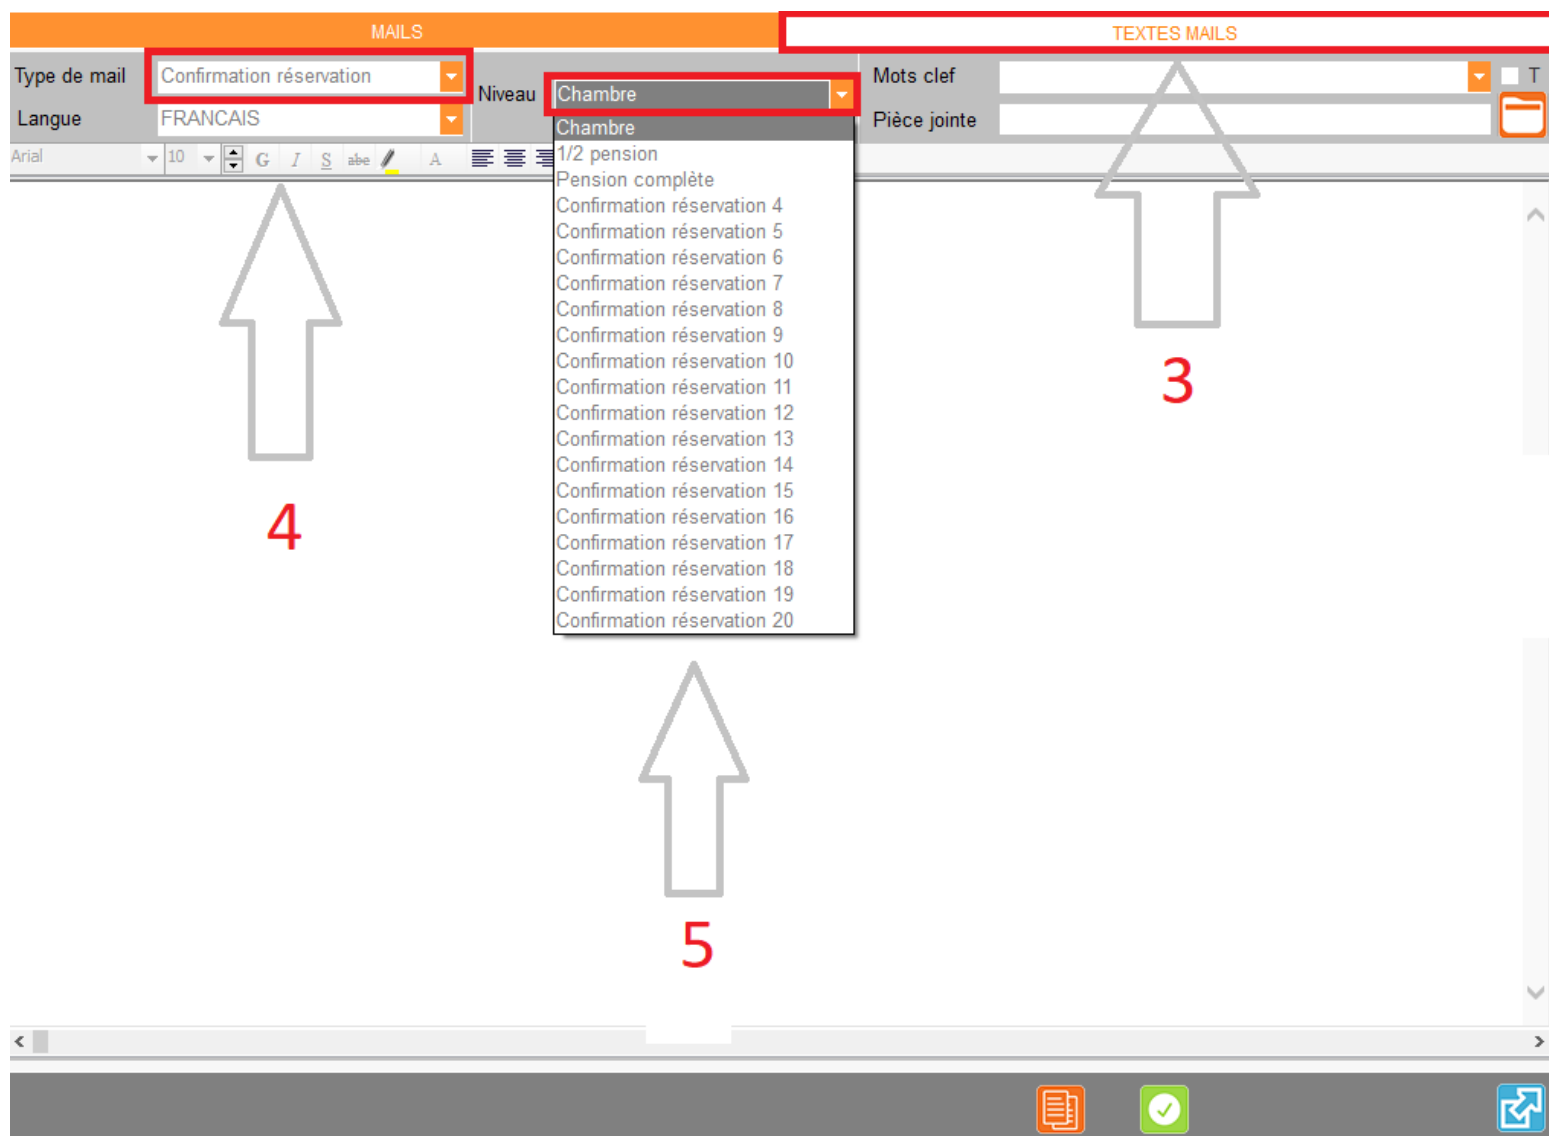 MAILS
TEXTES MAILS
Type de mail
Confirmation réservation
Niveau
Chambre
Mots clef
T
Langue
FRANCAIS
Pièce jointe
Arial
10
G I S abc A
Chambre
1/2 pension
Pension complète
Confirmation réservation 4
Confirmation réservation 5
Confirmation réservation 6
Confirmation réservation 7
Confirmation réservation 8
Confirmation réservation 9
Confirmation réservation 10
Confirmation réservation 11
Confirmation réservation 12
Confirmation réservation 13
Confirmation réservation 14
Confirmation réservation 15
Confirmation réservation 16
Confirmation réservation 17
Confirmation réservation 18
Confirmation réservation 19
Confirmation réservation 20
3
4
5